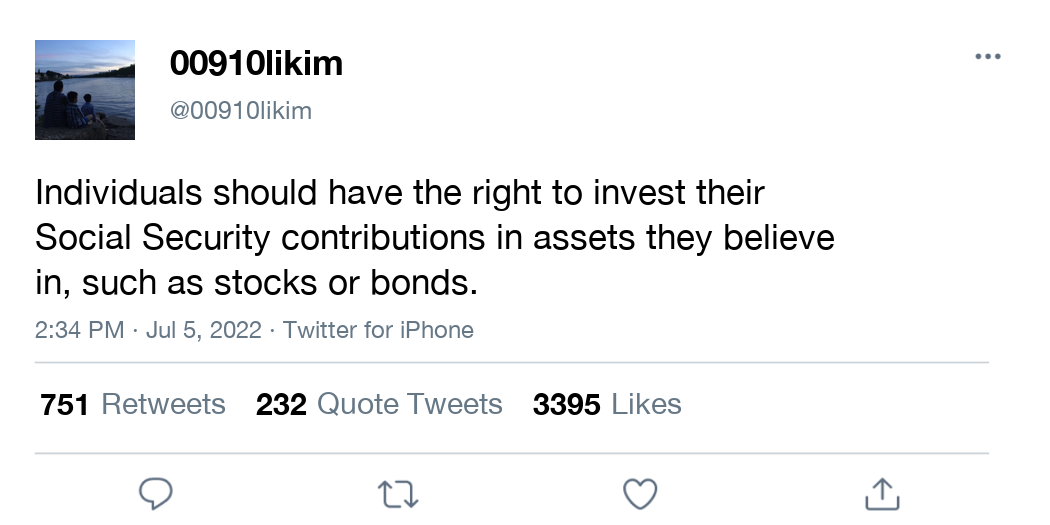 00910likim
@00910likim
Individuals should have the right to invest their
Social Security contributions in assets they believe
in, such as stocks or bonds.
2:34 PM · Jul 5, 2022 · Twitter for iPhone
751 Retweets 232 Quote Tweets 3395 Likes